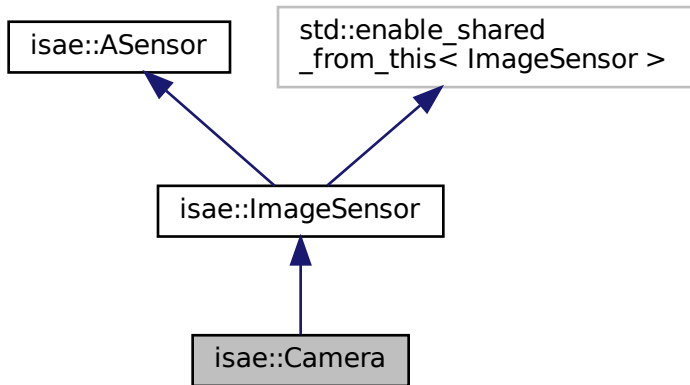 isae::ASensor
std::enable_shared
_from_this< ImageSensor >
isae::ImageSensor
isae::Camera